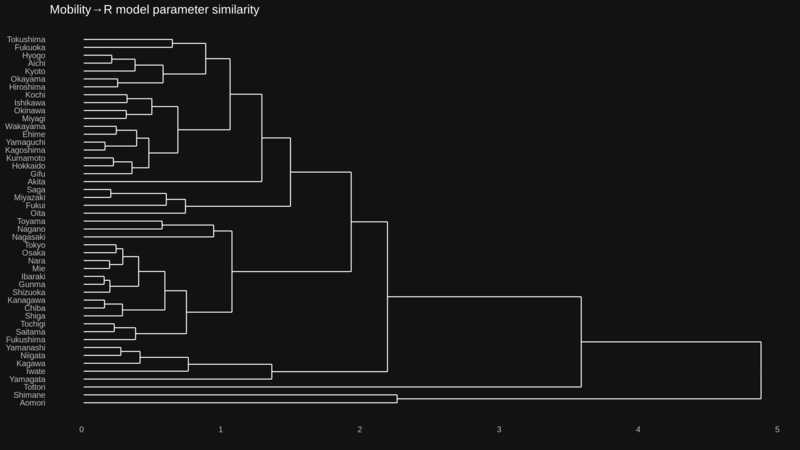 Mobility→R model parameter similarity
Tokushima
Fukuoka
Hyogo
Aichi
Kyoto
Okayama
Hiroshima
Kochi
Ishikawa
Okinawa
Miyagi
Wakayama
Ehime
Yamaguchi
Kagoshima
Kumamoto
Hokkaido
Gifu
Akita
Saga
Miyazaki
Fukui
Oita
Toyama
Nagano
Nagasaki
Tokyo
Osaka
Nara
Mie
Ibaraki
Gunma
Shizuoka
Kanagawa
Chiba
Shiga
Tochigi
Saitama
Fukushima
Yamanashi
Niigata
Kagawa
Iwate
Yamagata
Tottori
Shimane
Aomori
0 1 2 3 4 5